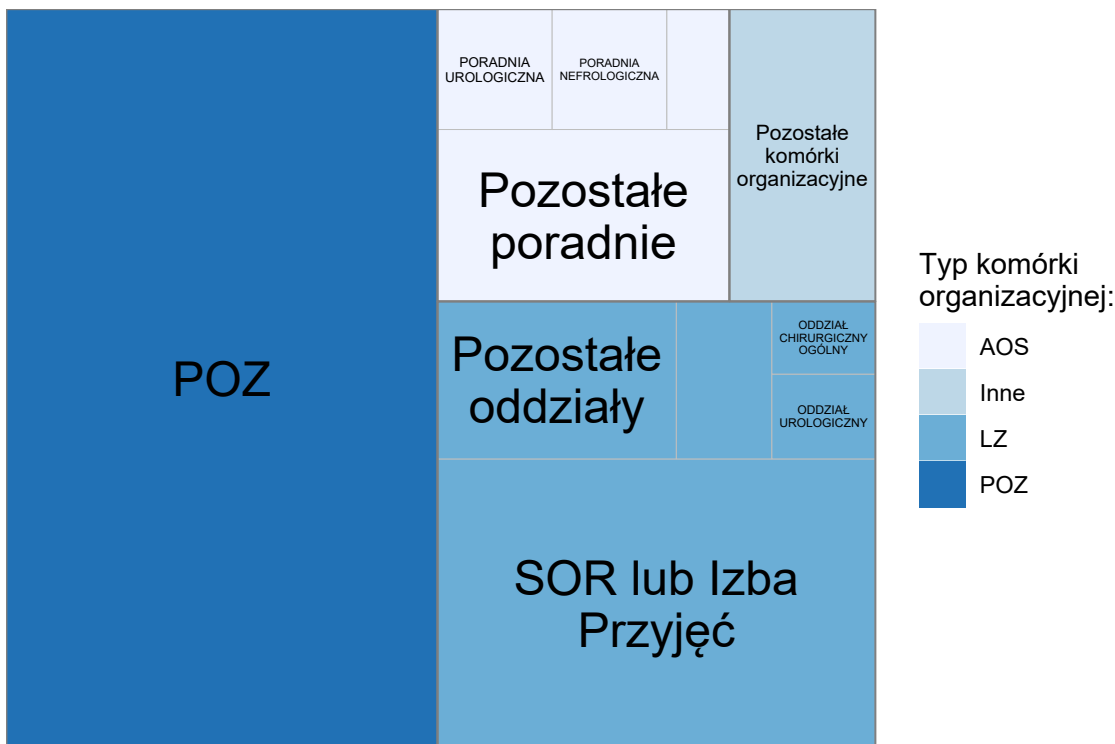 POZ
PORADNIA
UROLOGICZNA
PORADNIA
NEFROLOGICZNA
Pozostałe
poradnie
Pozostałe
komórki
organizacyjne
Pozostałe
oddziały
ODDZIAŁ
CHIRURGICZNY
OGÓLNY
ODDZIAŁ
UROLOGICZNY
SOR lub Izba
Przyjęć
Typ komórki
organizacyjnej:
AOS
Inne
LZ
POZ